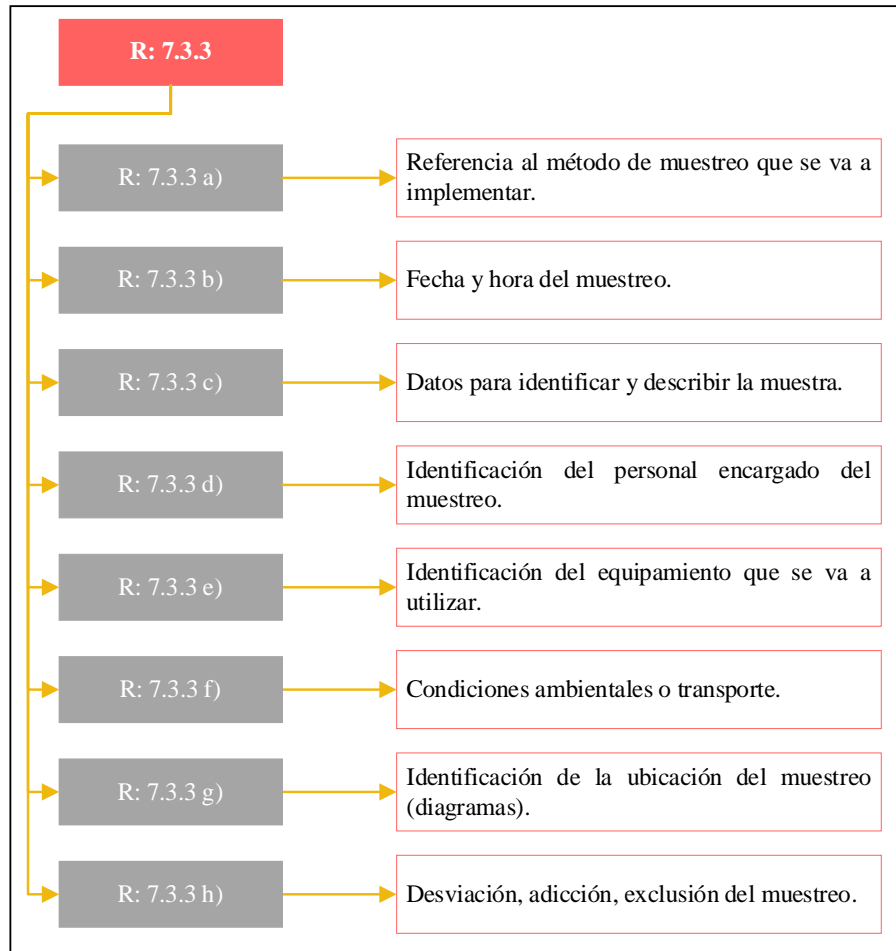 R: 7.3.3
R: 7.3.3 a)
Referencia al método de muestreo que se va a
implementar.
R: 7.3.3 b)
Fecha y hora del muestreo.
R: 7.3.3 c)
Datos para identificar y describir la muestra.
R: 7.3.3 d)
Identificación del personal encargado del
muestreo.
R: 7.3.3 e)
Identificación del equipamiento que se va a
utilizar.
R: 7.3.3 f)
Condiciones ambientales o transporte.
R: 7.3.3 g)
Identificación de la ubicación del muestreo
(diagramas).
R: 7.3.3 h)
Desviación, adicción, exclusión del muestreo.